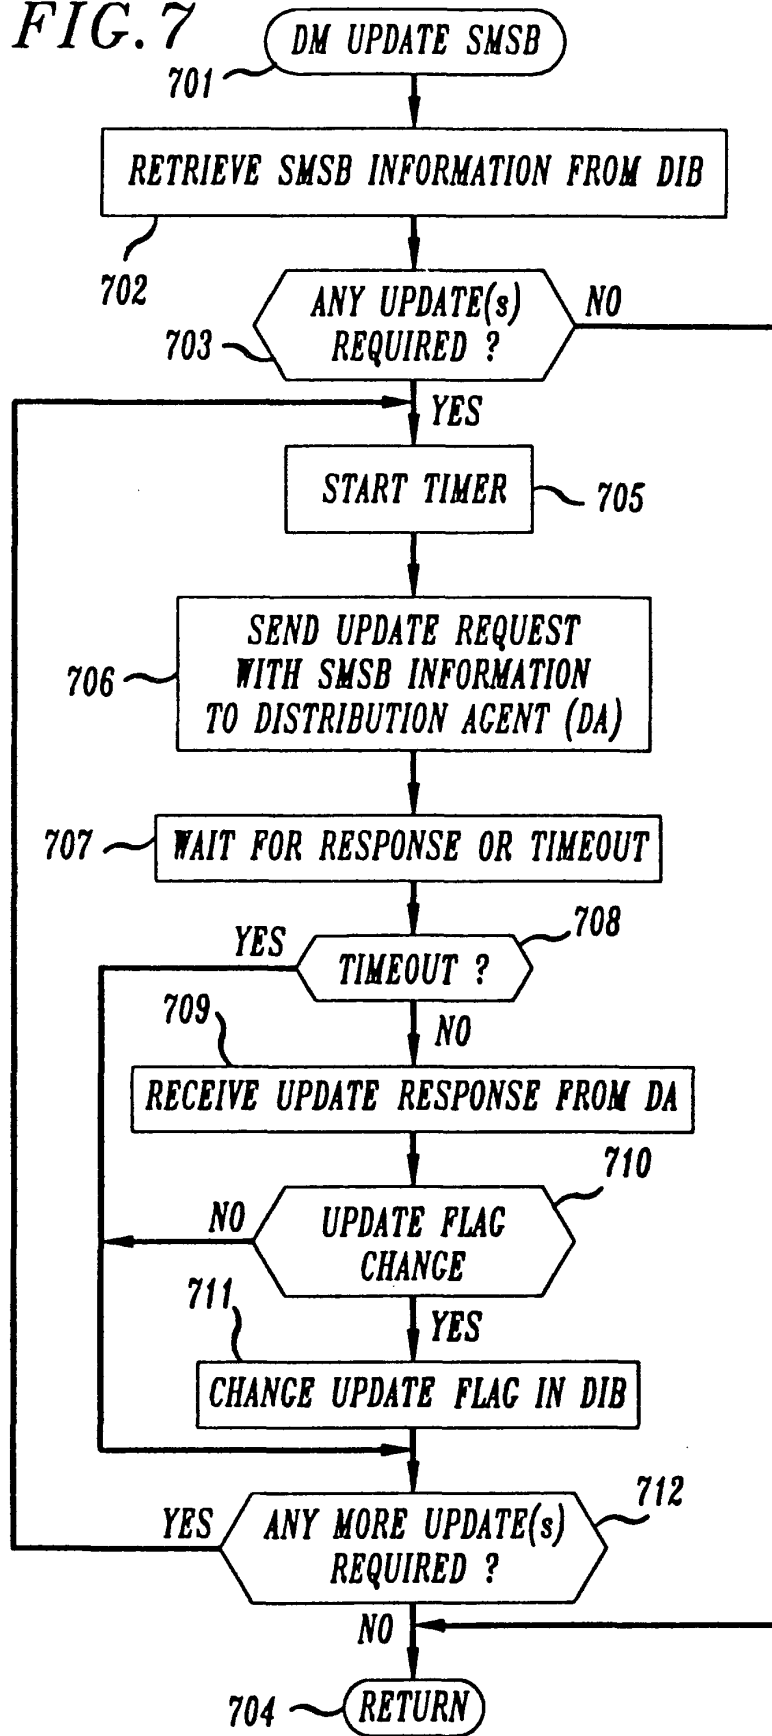 FIG. 7
DM UPDATE SMSB
701
RETRIEVE SMSB INFORMATION FROM DIB
702
ANY UPDATE(s)
REQUIRED ?
NO
703
YES
START TIMER
705
SEND UPDATE REQUEST
WITH SMSB INFORMATION
TO DISTRIBUTION AGENT (DA)
706
707
WAIT FOR RESPONSE OR TIMEOUT
708
YES
TIMEOUT ?
709
NO
RECEIVE UPDATE RESPONSE FROM DA
710
NO
UPDATE FLAG
CHANGE
711
YES
CHANGE UPDATE FLAG IN DIB
712
YES
ANY MORE UPDATE(s)
REQUIRED ?
NO
704
RETURN